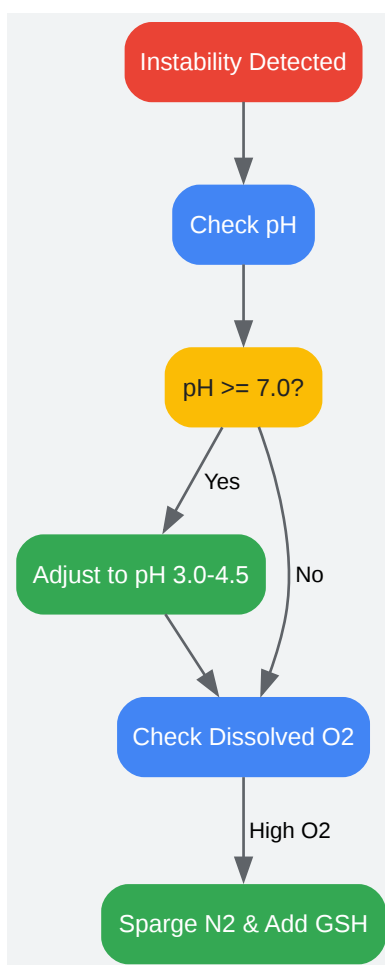 Instability Detected
Check pH
pH >= 7.0?
Yes
Adjust to pH 3.0-4.5
No
Check Dissolved O2
High O2
Sparge N2 & Add GSH